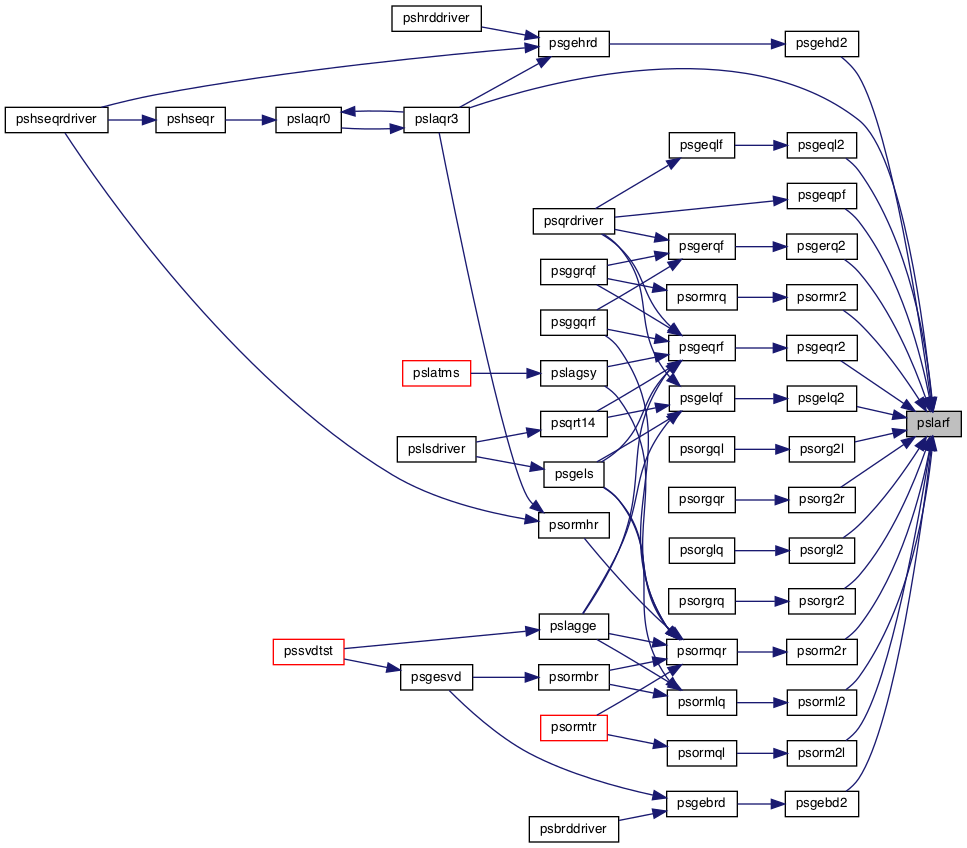 pshrddriver
psgehrd
psgehd2
pshseqrdriver
pshseqr
pslaqr0
pslaqr3
psgeqlf
psgeql2
psgeqpf
psqrdriver
psgerqf
psgerq2
psggrqf
psormrq
psormr2
psggqrf
psgeqrf
psgeqr2
pslatms
pslagsy
psgelqf
psgelq2
psqrt14
pslarf
pslsdriver
psorgql
psorg2l
psgels
psorgqr
psorg2r
psormhr
psorglq
psorgl2
psorgrq
psorgr2
pslagge
pssvdtst
psormqr
psorm2r
psgesvd
psormbr
psormlq
psorml2
psormtr
psormql
psorm2l
psgebrd
psgebd2
psbrddriver